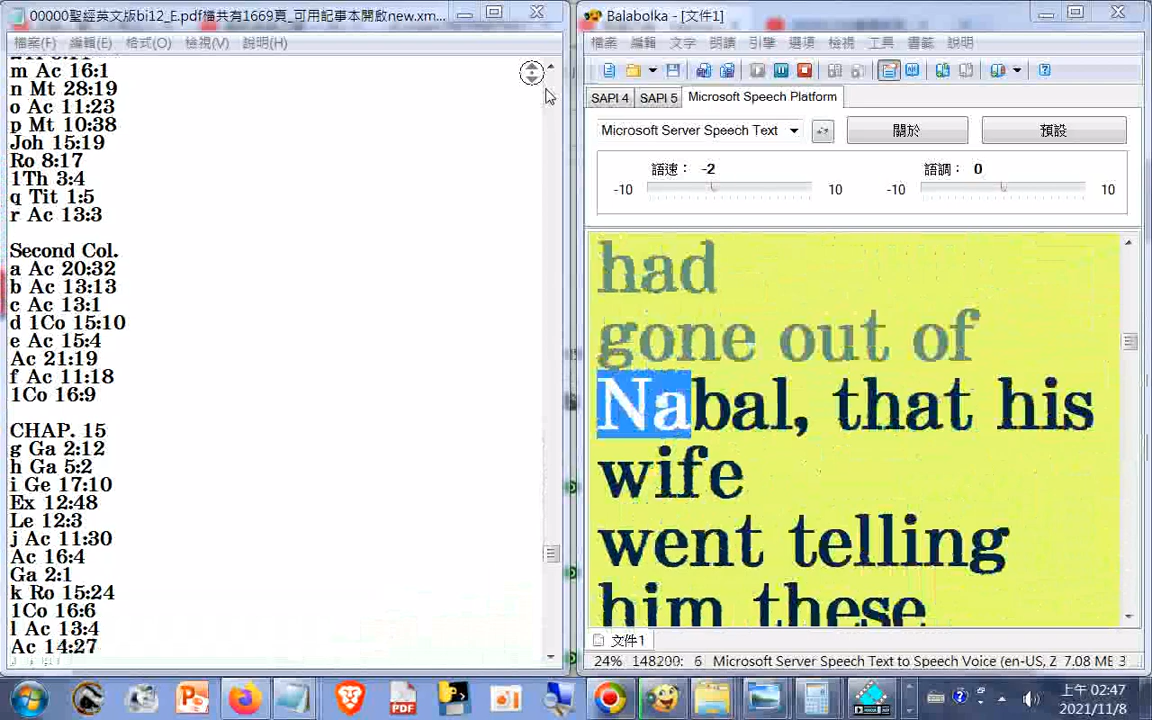 00000聖經英文版bi12_E.pdf檔共有1669頁_可用記事本開啟new.xm...
檔案(F) 編輯(E) 格式(O) 檢視(V) 說明(H)
m Ac 16:1
n Mt 28:19
o Ac 11:23
p Mt 10:38
Joh 15:19
Ro 8:17
1Th 3:4
q Tit 1:5
r Ac 13:3
Second Col.
a Ac 20:32
b Ac 13:13
c Ac 13:1
d 1Co 15:10
e Ac 15:4
Ac 21:19
f Ac 11:18
1Co 16:9
CHAP. 15
g Ga 2:12
h Ga 5:2
i Ge 17:10
Ex 12:48
Le 12:3
j Ac 11:30
Ac 16:4
Ga 2:1
k Ro 15:24
1Co 16:6
l Ac 13:4
Ac 14:27
Balabolka - [文件1]
檔案 編輯 文字 朗讀 引擎 選項 檢視 工具 書籤 說明
SAPI 4 SAPI 5 Microsoft Speech Platform
Microsoft Server Speech Text 關於 預設
語速： -2 語調： 0
-10 10 -10 10
had
gone out of
Nabal, that his
wife
went telling
him these
文件1
24% 148200: 6 Microsoft Server Speech Text to Speech Voice (en-US, Z 7.08 MB 3
PDF
上午 02:47
2021/11/8